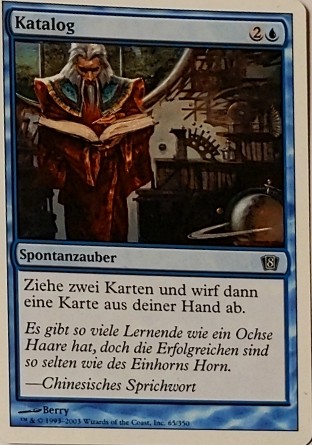 Katalog
2
Spontanzauber
8
Ziehe zwei Karten und wirf dann
eine Karte aus deiner Hand ab.
Es gibt so viele Lernende wie ein Ochse
Haare hat, doch die Erfolgreichen sind
so selten wie des Einhorns Horn.
—Chinesisches Sprichwort
Berry
™ & © 1993–2003 Wizards of the Coast, Inc. 65/350